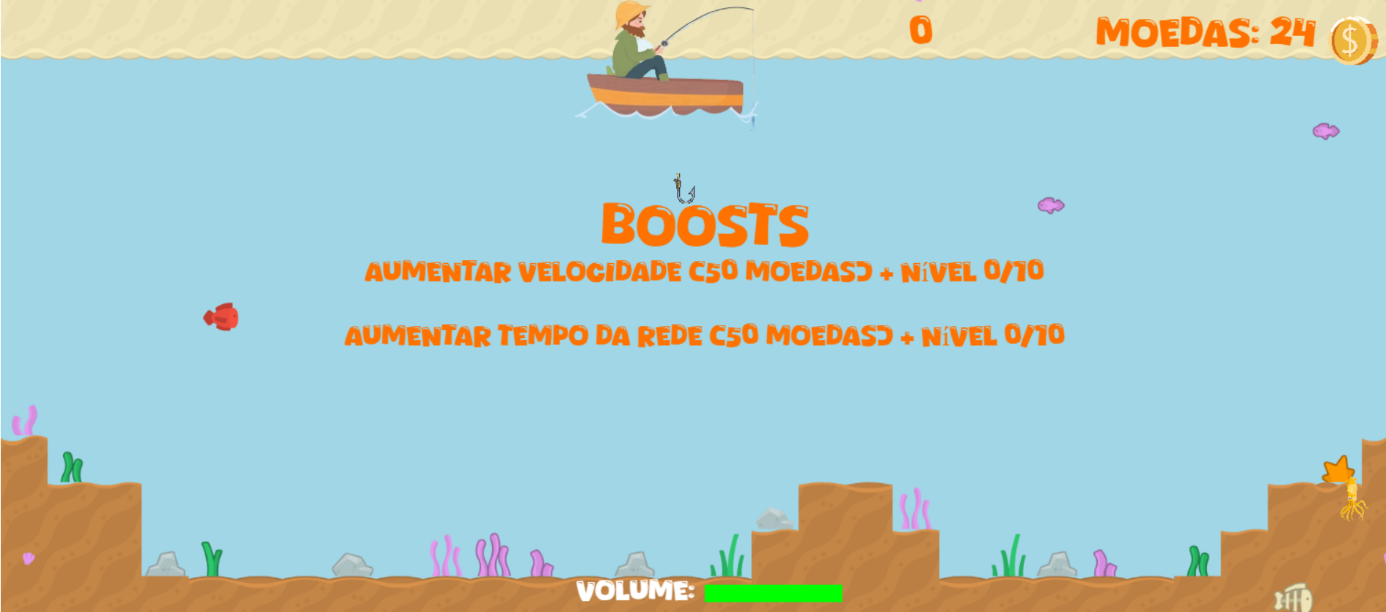 0
MOEDAS: 24
BOOSTS
AUMENTAR VELOCIDADE (50 MOEDAS) + NíVEL 0/10
AUMENTAR TEMPO DA REDE (50 MOEDAS) + NíVEL 0/10
VOLUME: